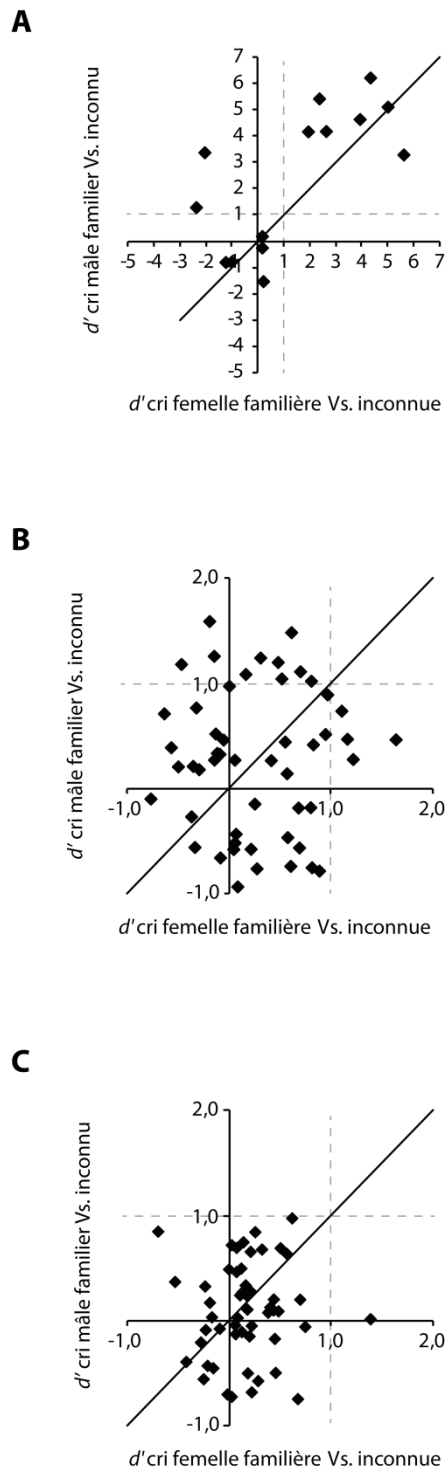 A
d' cri mâle familier Vs. inconnu
7
6
5
4
3
2
1
-5 -4 -3 -2 -1 1 2 3 4 5 6 7
-1
-2
-3
-4
-5
d' cri femelle familière Vs. inconnue
B
d' cri mâle familier Vs. inconnu
2,0
1,0
-1,0 1,0 2,0
-1,0
d' cri femelle familière Vs. inconnue
C
d' cri mâle familier Vs. inconnu
2,0
1,0
-1,0 1,0 2,0
-1,0
d' cri femelle familière Vs. inconnue